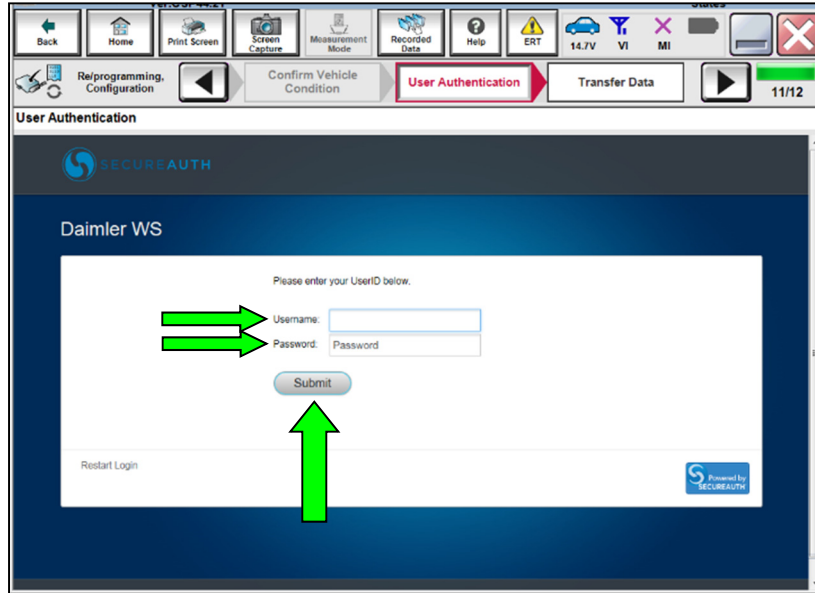 Back
Home
Print Screen
Screen Capture
Measurement Mode
Recorded Data
Help
ERT
14.7V
VI
MI
Re/programming, Configuration
Confirm Vehicle Condition
User Authentication
Transfer Data
11/12
User Authentication
SECUREAUTH
Daimler WS
Please enter your UserID below.
Username:
Password: Password
Submit
Restart Login
Powered by
SECUREAUTH